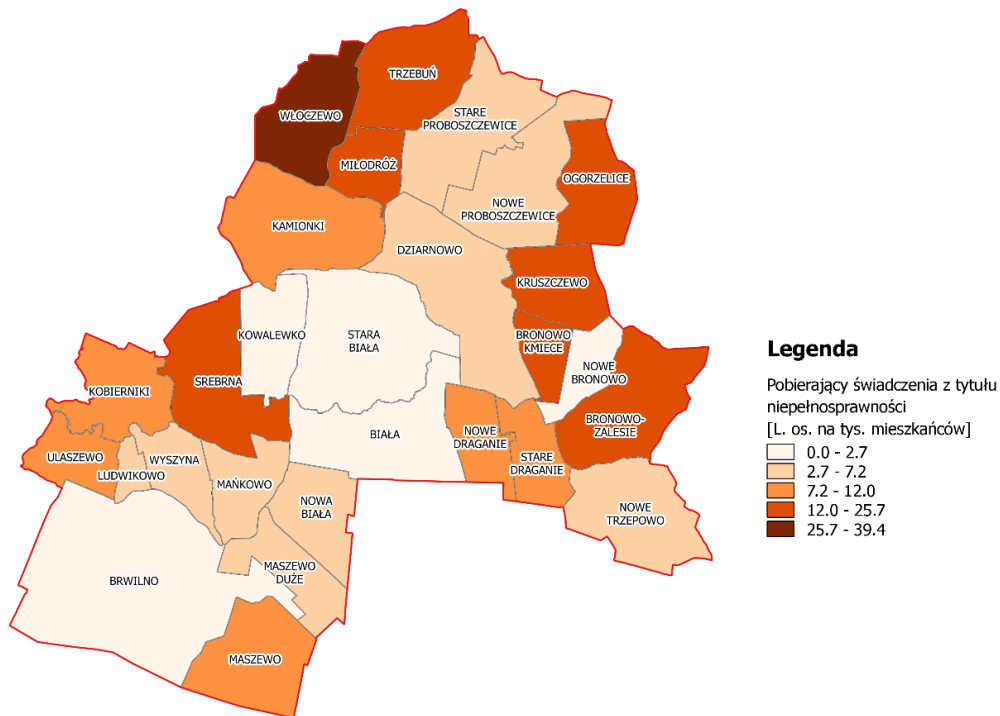 TRZEBUŃ
WŁOCZEWO
STARE
PROBOSZCZEWICE
MIŁODRÓŻ
OGORZELICE
NOWE
PROBOSZCZEWICE
KAMIONKI
DZIARNOWO
KRUSZCZEWO
KOWALEWKO
STARA
BIAŁA
BRONOWO
KMIECE
NOWE
BRONOWO
SREBRNA
KOBIERNIKI
BRONOWO-
ZALESIE
BIAŁA
NOWE
DRAGANIE
STARE
DRAGANIE
ULASZEWO
WYSZYNA
LUDWIKOWO
MAŃKOWO
NOWA
BIAŁA
NOWE
TRZEPOWO
MASZEWO
DUŻE
BRWILNO
MASZEWO
Legenda
Pobierający świadczenia z tytułu
niepełnosprawności
[L. os. na tys. mieszkańców]
0.0 - 2.7
2.7 - 7.2
7.2 - 12.0
12.0 - 25.7
25.7 - 39.4